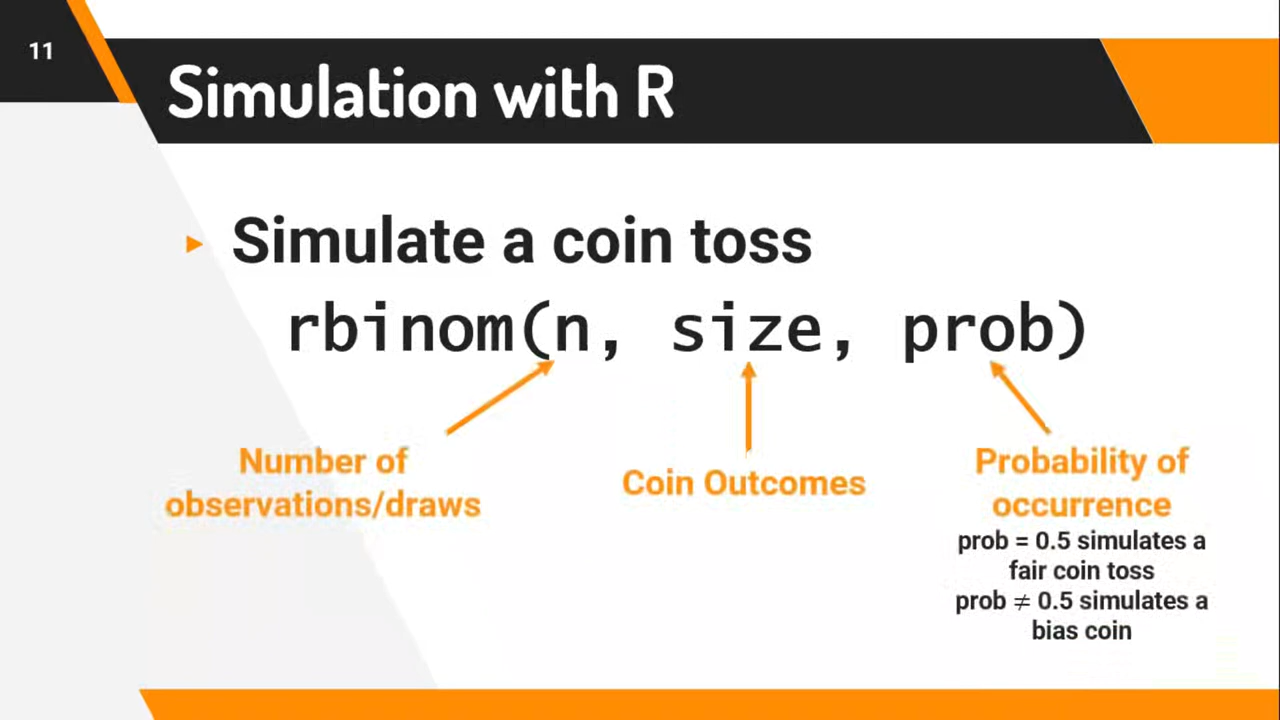 11
Simulation with R
Simulate a coin toss
rbinom(n, size, prob)
Number of
observations/draws
Coin Outcomes
Probability of
occurrence
prob = 0.5 simulates a
fair coin toss
prob ≠ 0.5 simulates a
bias coin